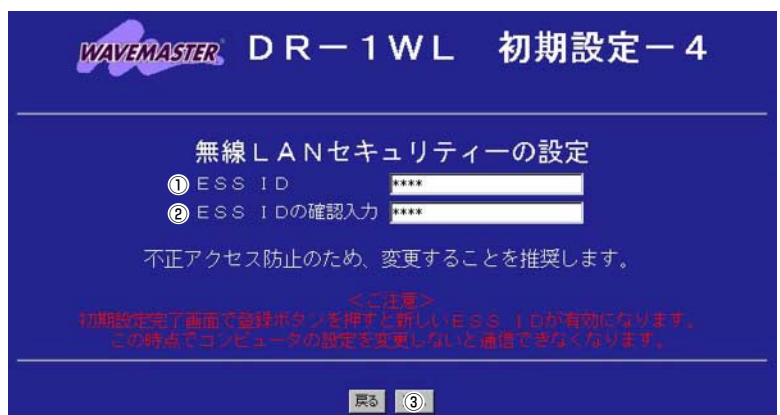 WAVEMASTER DR－1WL 初期設定－4
無線LANセキュリティーの設定
① ESS ID ****
② ESS IDの確認入力 ****
不正アクセス防止のため、変更することを推奨します。
＜ご注意＞
初期設定完了画面で登録ボタンを押すと新しいESS IDが有効になります。
この時点でコンピュータの設定を変更しないと通信できなくなります。
戻る ③